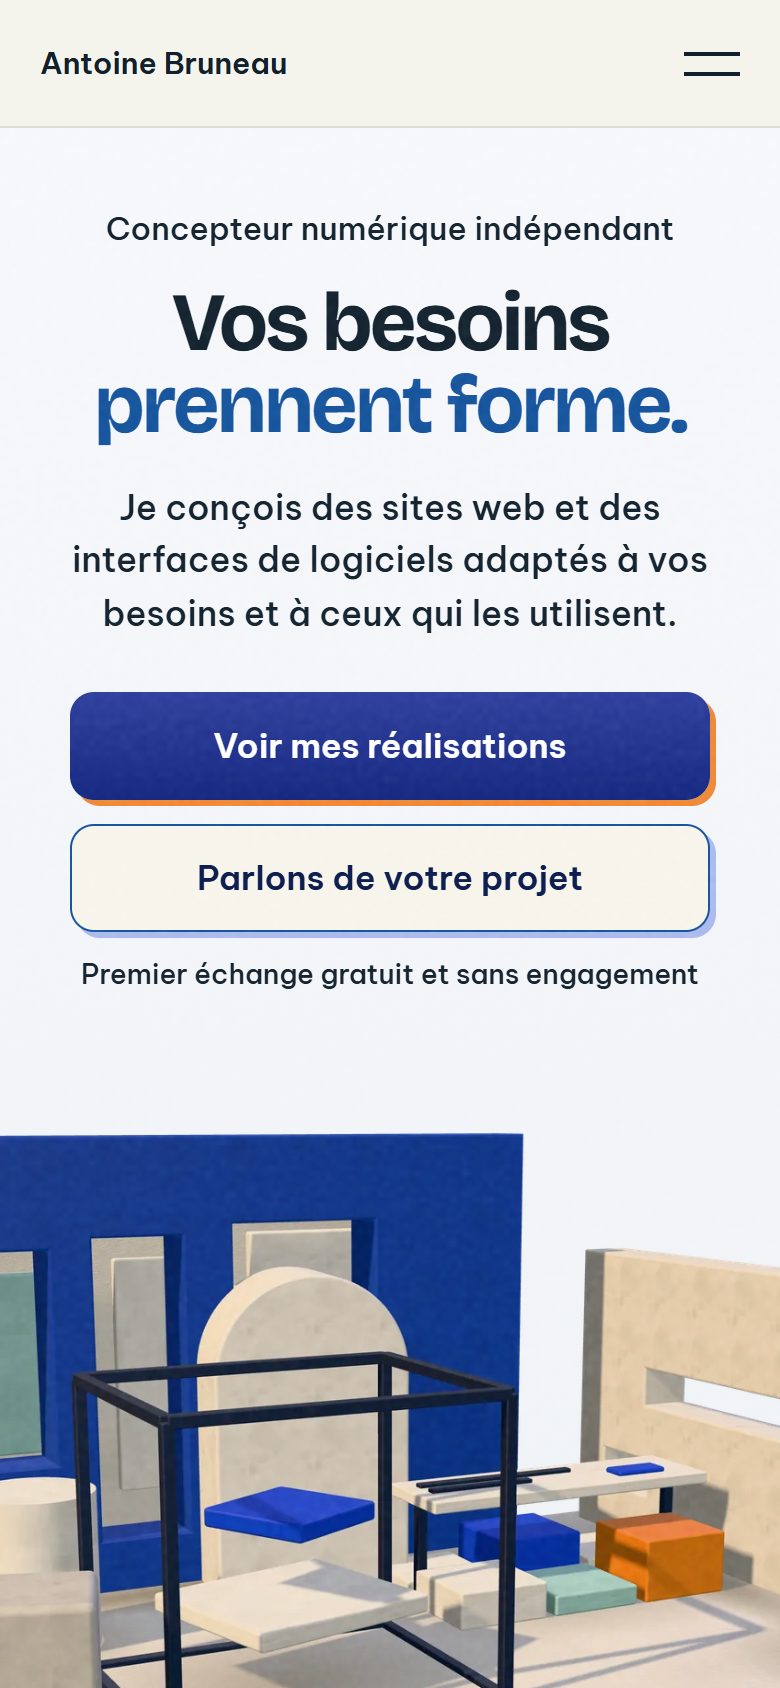 Antoine Bruneau
Concepteur numérique indépendant
Vos besoins
prennent forme.
Je conçois des sites web et des
interfaces de logiciels adaptés à vos
besoins et à ceux qui les utilisent.
Voir mes réalisations
Parlons de votre projet
Premier échange gratuit et sans engagement